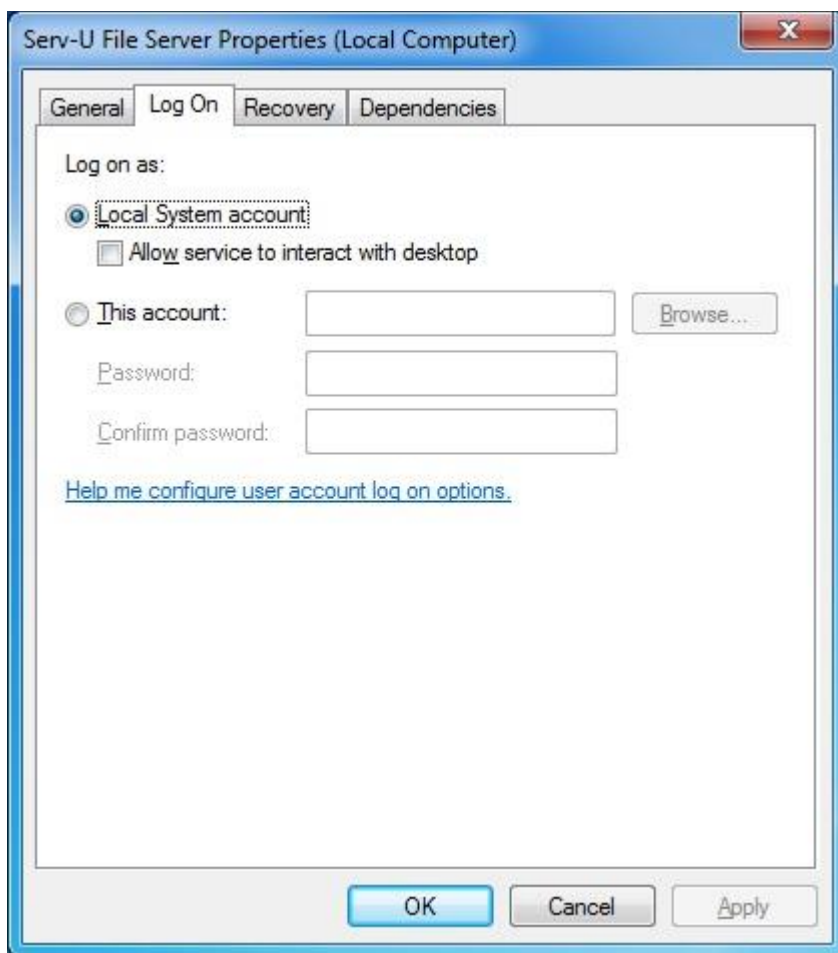 Serv-U File Server Properties (Local Computer)
General Log On Recovery Dependencies
Log on as:
Local System account
Allow service to interact with desktop
This account:
Browse...
Password:
Confirm password:
Help me configure user account log on options.
OK Cancel Apply